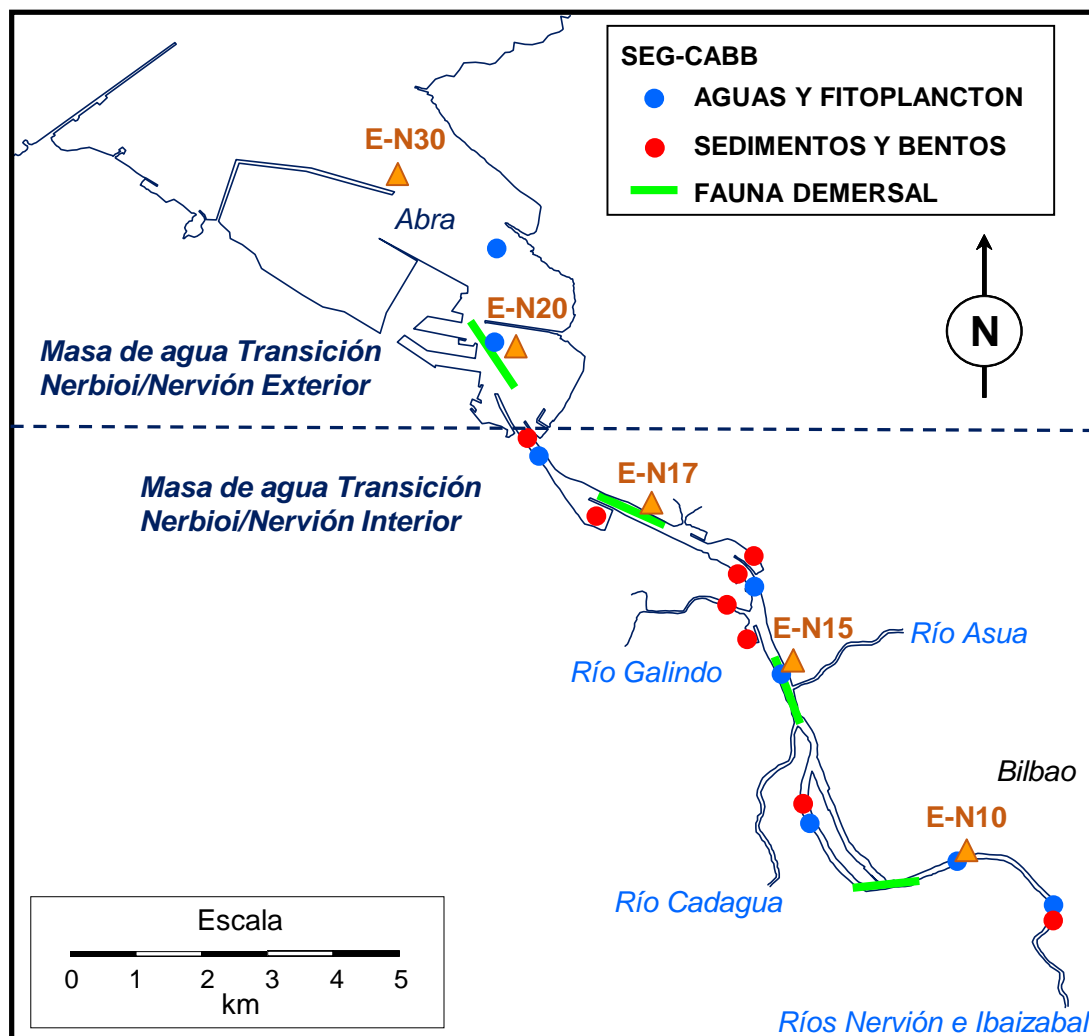 SEG-CABB
AGUAS Y FITOPLANCTON
SEDIMENTOS Y BENTOS
FAUNA DEMERSAL
E-N30
Abra
N
E-N20
Masa de agua Transición
Nerbioi/Nervión Exterior
Masa de agua Transición
Nerbioi/Nervión Interior
E-N17
E-N15
Río Asua
Río Galindo
Bilbao
E-N10
Río Cadagua
Escala
0 1 2 3 4 5
km
Ríos Nervión e Ibaizabal